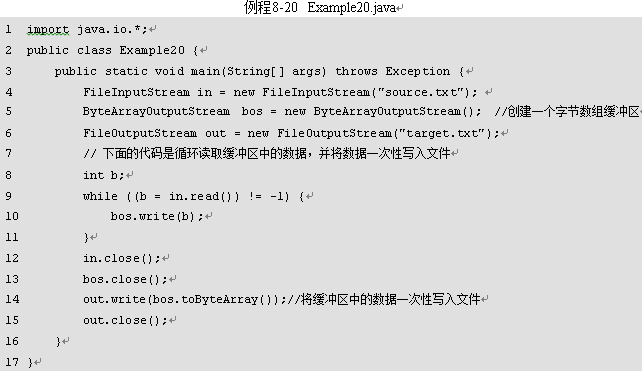 例程8-20 Example20.java
1 import java.io.*;
2 public class Example20 {
3 public static void main(String[] args) throws Exception {
4 FileInputStream in = new FileInputStream("source.txt");
5 ByteArrayOutputStream bos = new ByteArrayOutputStream(); //创建一个字节数组缓冲区
6 FileOutputStream out = new FileOutputStream("target.txt");
7 // 下面的代码是循环读取缓冲区中的数据，并将数据一次性写入文件
8 int b;
9 while ((b = in.read()) != -1) {
10 bos.write(b);
11 }
12 in.close();
13 bos.close();
14 out.write(bos.toByteArray());//将缓冲区中的数据一次性写入文件
15 out.close();
16 }
17 }